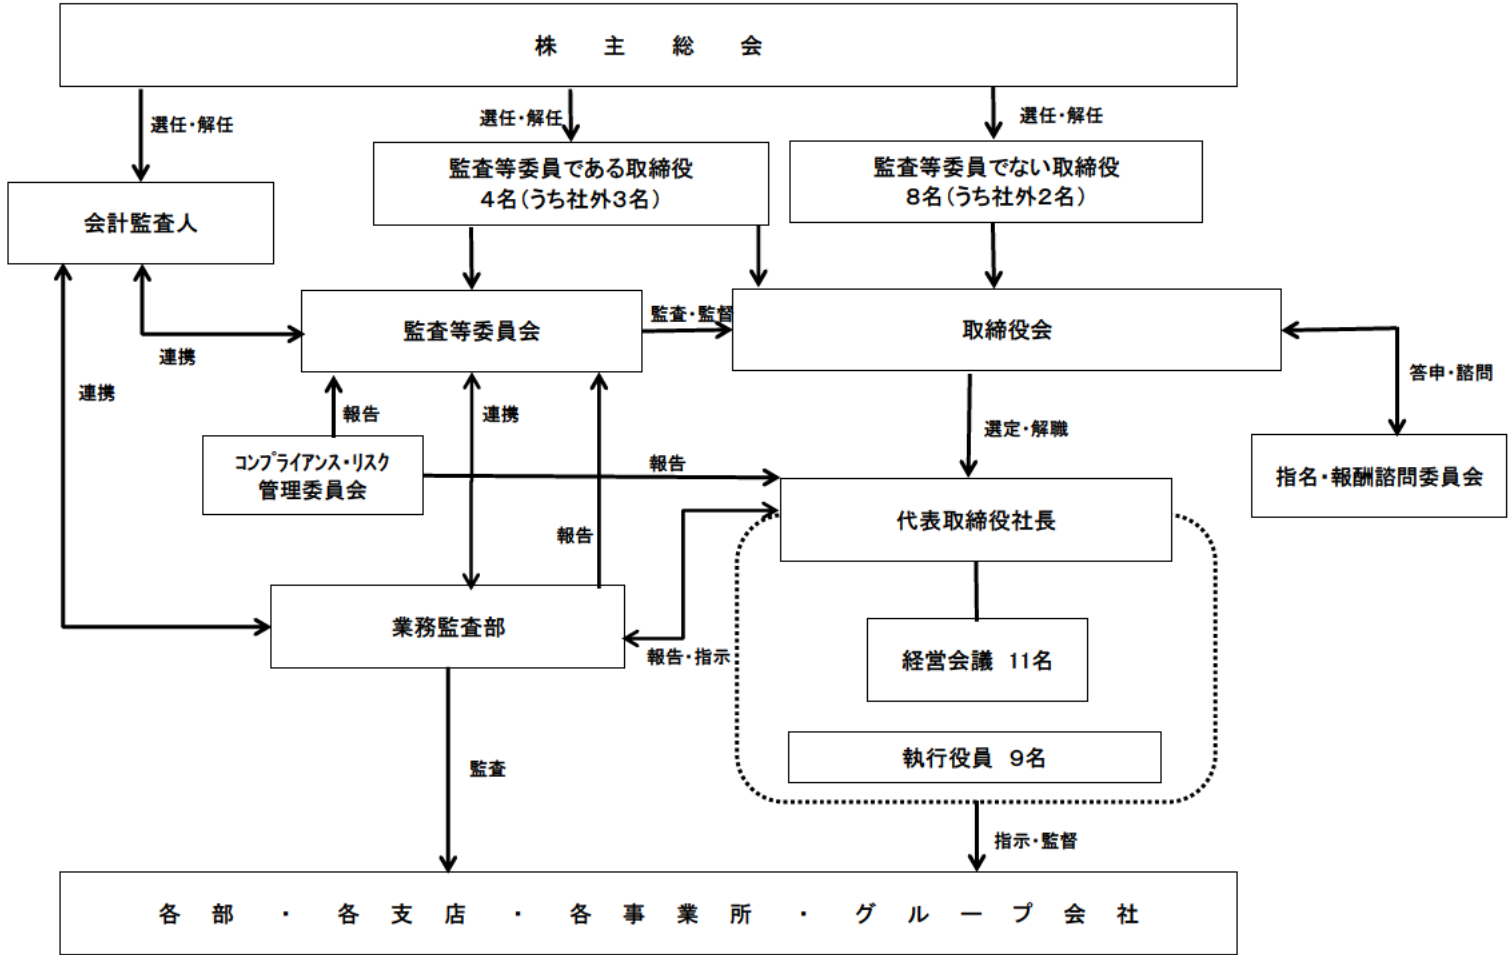 株主総会
選任・解任
選任・解任
選任・解任
監査等委員である取締役
4名(うち社外3名)
監査等委員でない取締役
8名(うち社外2名)
会計監査人
監査等委員会
監査・監督
取締役会
連携
連携
答申・諮問
報告
連携
選定・解職
コンプライアンス・リスク
管理委員会
報告
指名・報酬諮問委員会
代表取締役社長
報告
業務監査部
報告・指示
経営会議 11名
執行役員 9名
監査
指示・監督
各部・各支店・各事業所・グループ会社